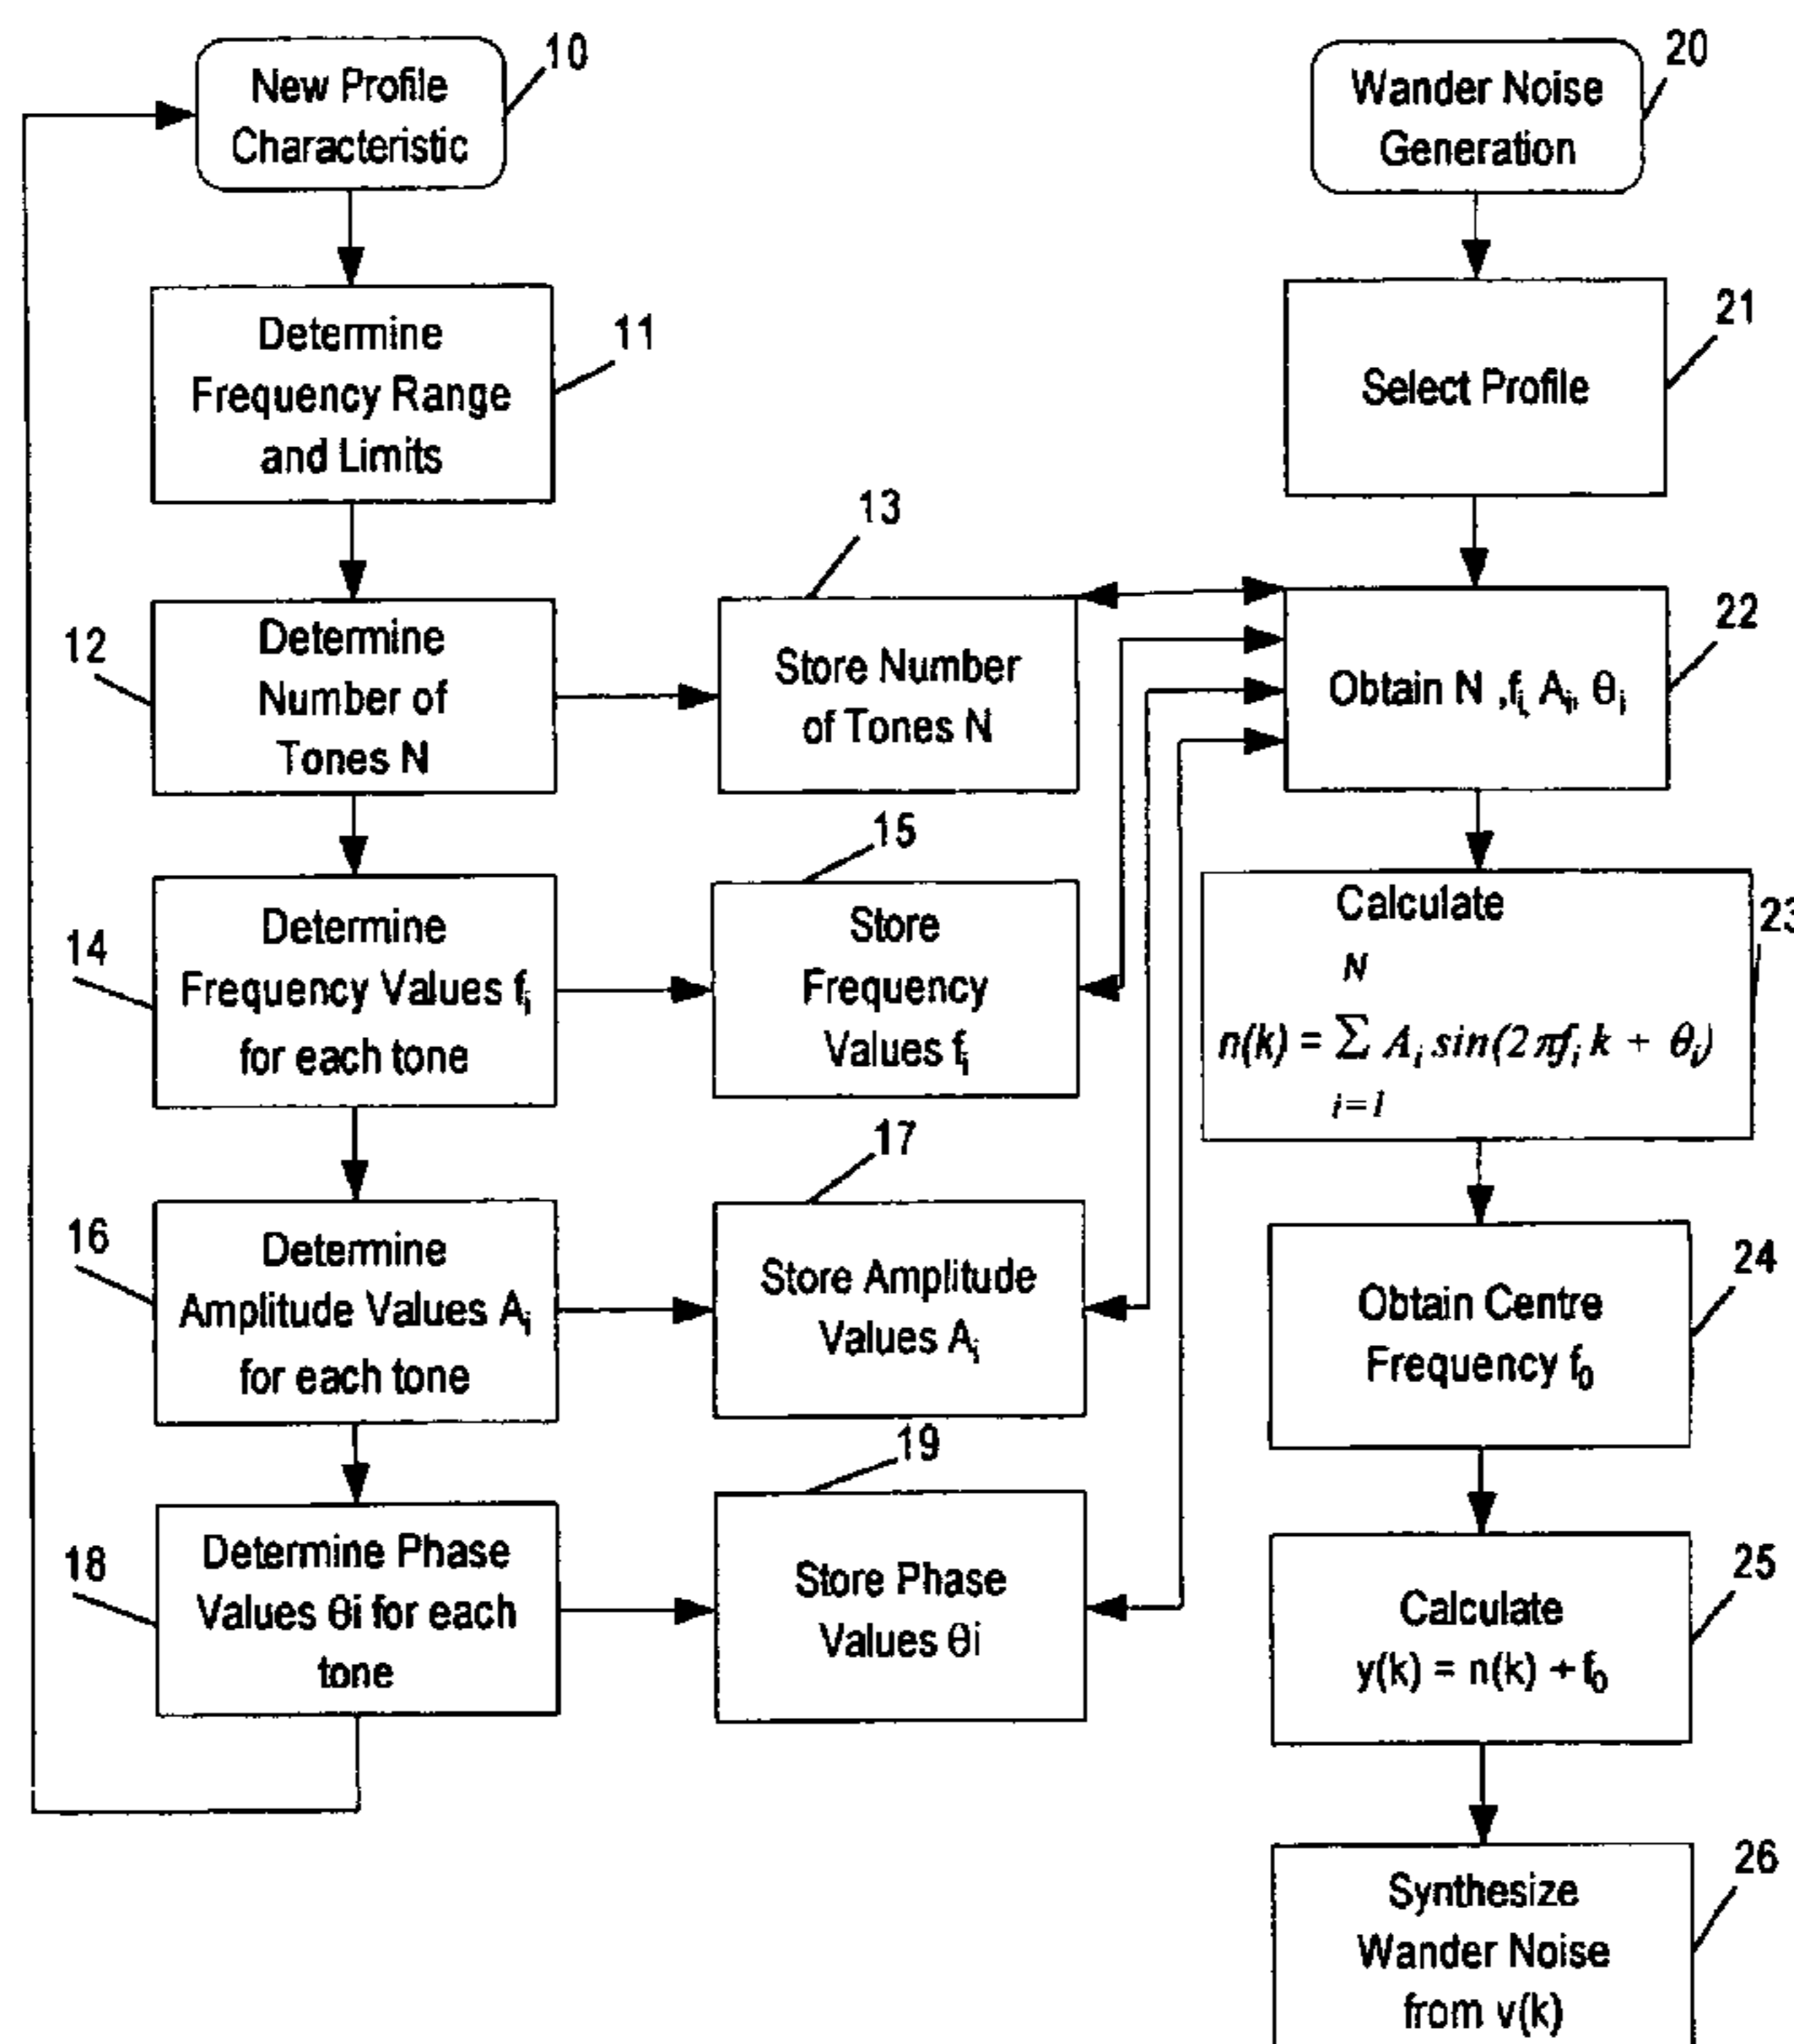 10
New Profile
Characteristic
11
Determine
Frequency Range
and Limits
12
Determine
Number of
Tones N
13
Store Number
of Tones N
14
Determine
Frequency Values fi
for each tone
15
Store
Frequency
Values fi
16
Determine
Amplitude Values Ai
for each tone
17
Store Amplitude
Values Ai
18
Determine Phase
Values θi for each
tone
19
Store Phase
Values θi
20
Wander Noise
Generation
21
Select Profile
22
Obtain N ,fi, Ai, θi
23
Calculate
N
n(k) = Σ Ai sin(2πfi k + θi)
i=1
24
Obtain Centre
Frequency f0
25
Calculate
y(k) = n(k) + f0
26
Synthesize
Wander Noise
from v(k)